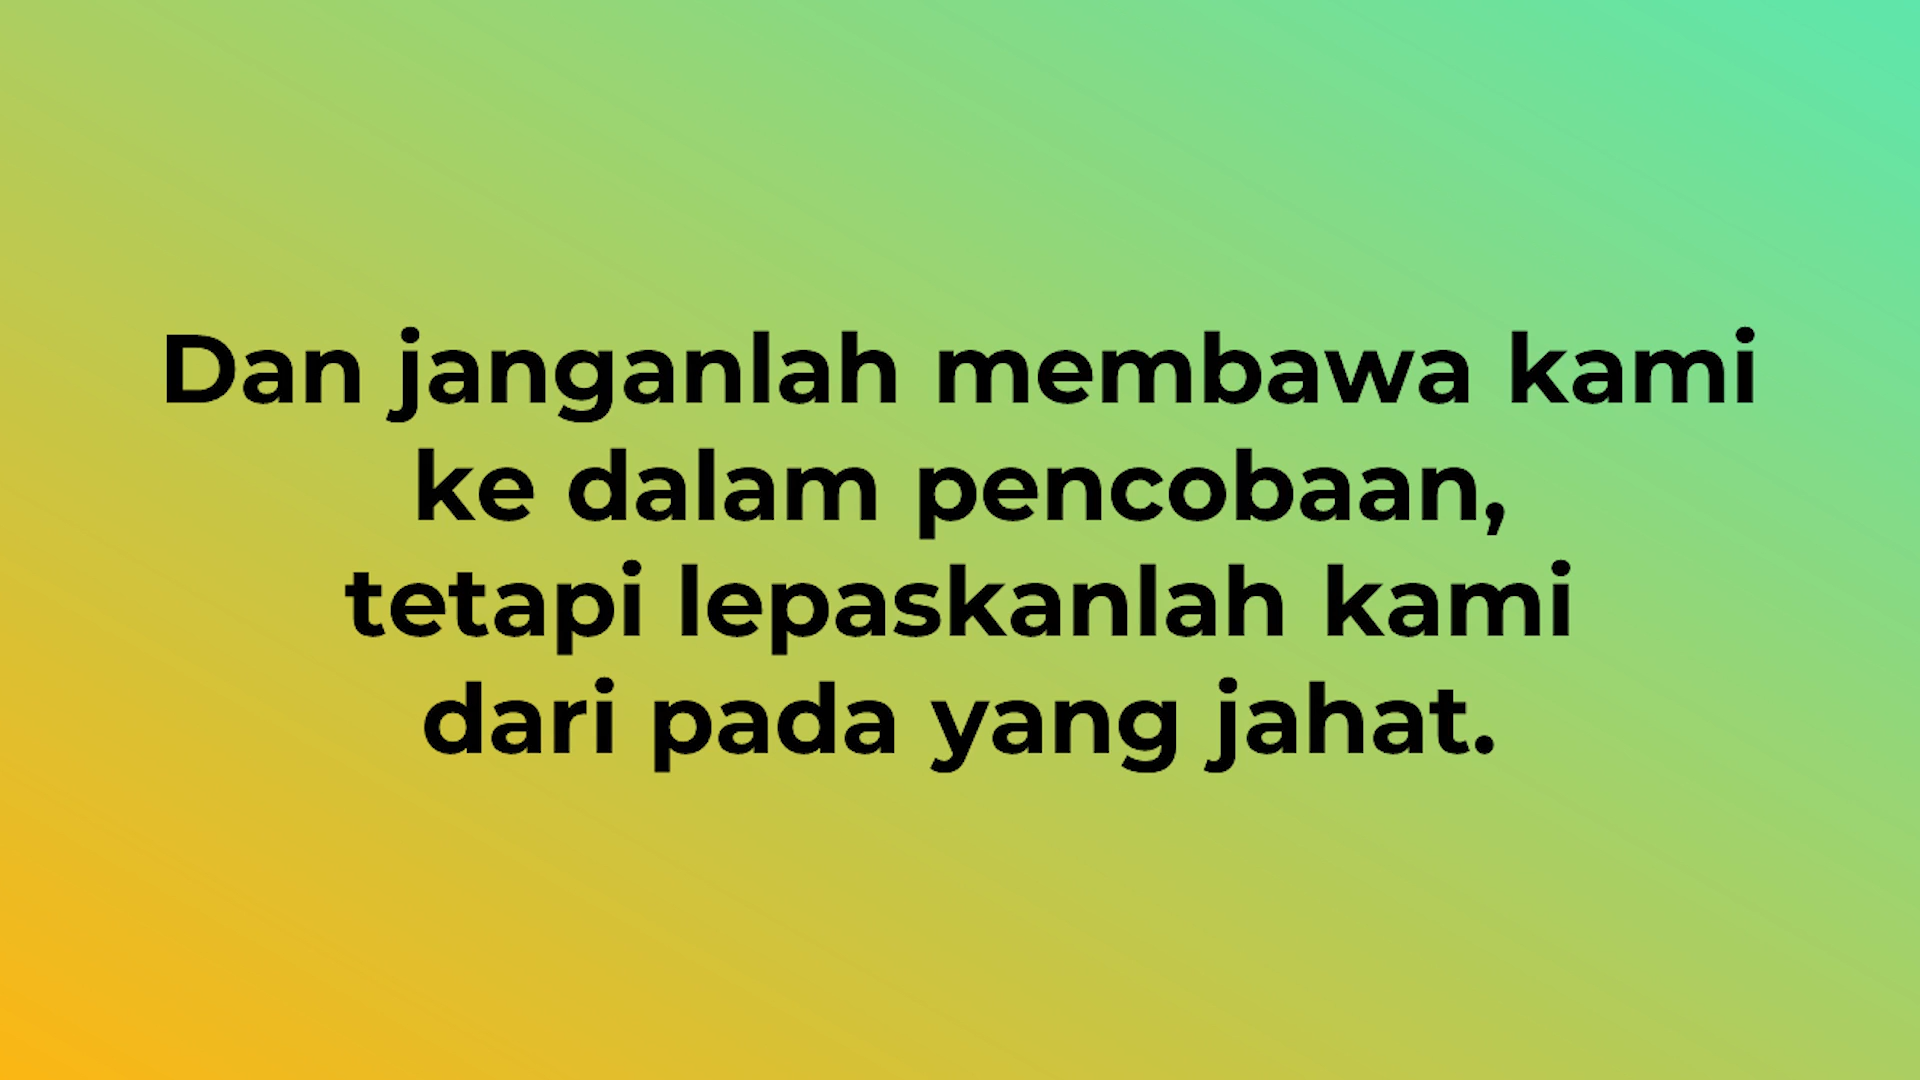 Dan janganlah membawa kami
ke dalam pencobaan,
tetapi lepaskanlah kami
dari pada yang jahat.